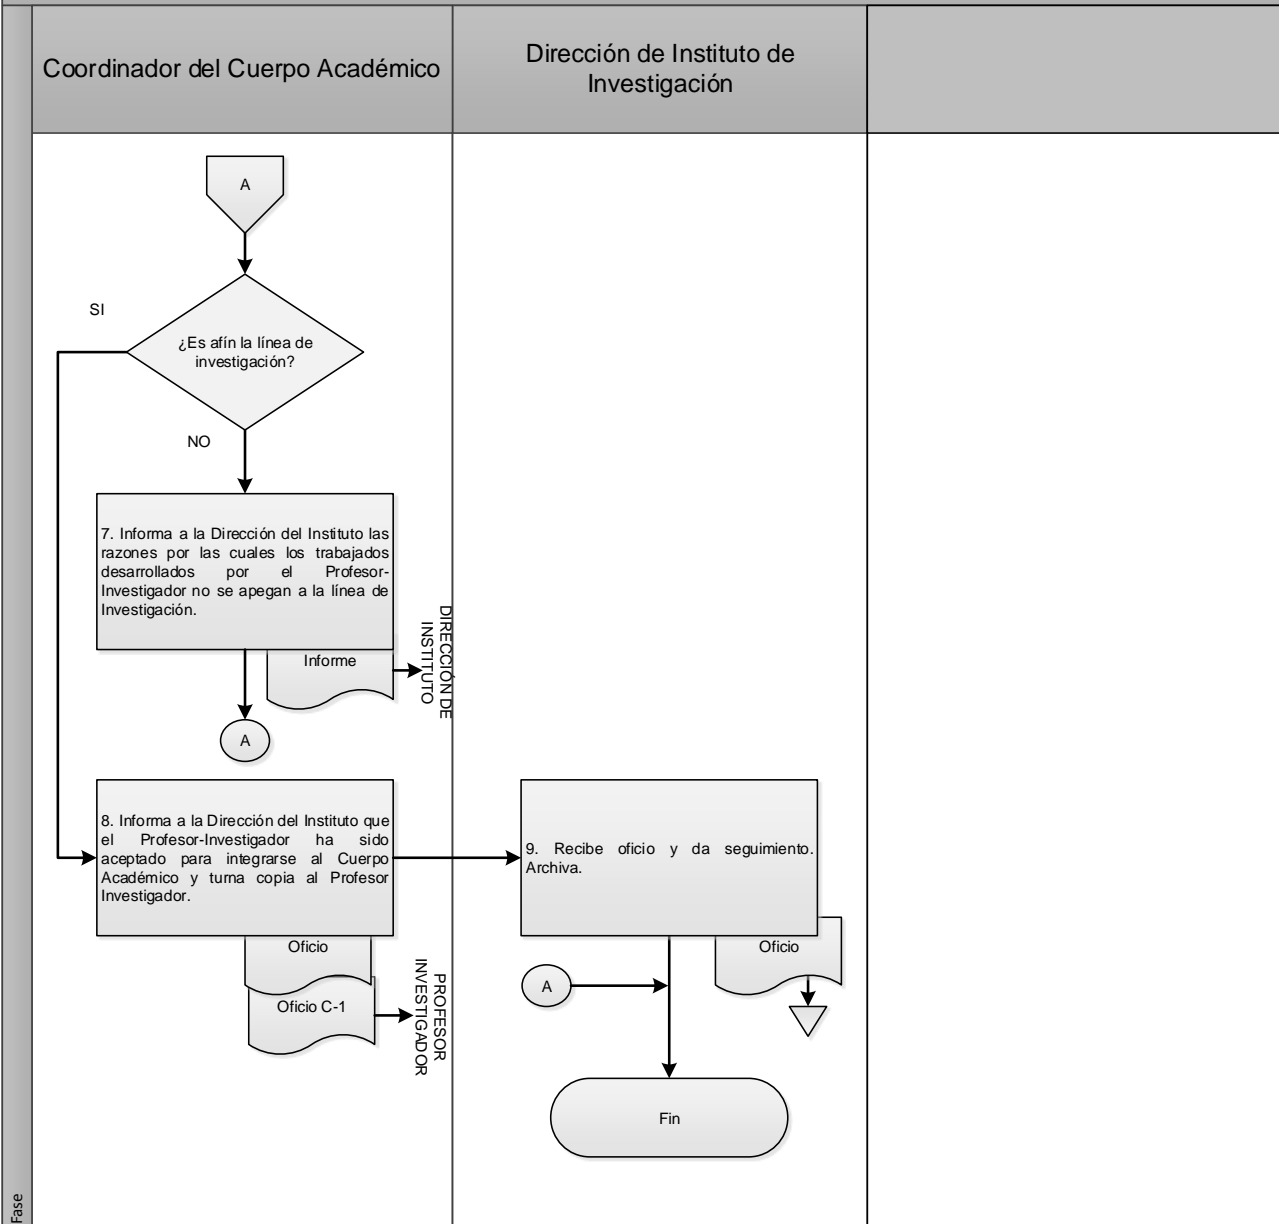 Coordinador del Cuerpo Académico
Dirección de Instituto de
Investigación
A
SI
¿Es afín la línea de
investigación?
NO
7. Informa a la Dirección del Instituto las
razones por las cuales los trabajados
desarrollados por el Profesor-
Investigador no se apegan a la línea de
Investigación.
Informe
DIRECCIÓN DE
INSTITUTO
A
8. Informa a la Dirección del Instituto que
el Profesor-Investigador ha sido
aceptado para integrarse al Cuerpo
Académico y turna copia al Profesor
Investigador.
Oficio
Oficio C-1
PROFESOR
INVESTIGADOR
9. Recibe oficio y da seguimiento.
Archiva.
Oficio
A
Fin
Fase